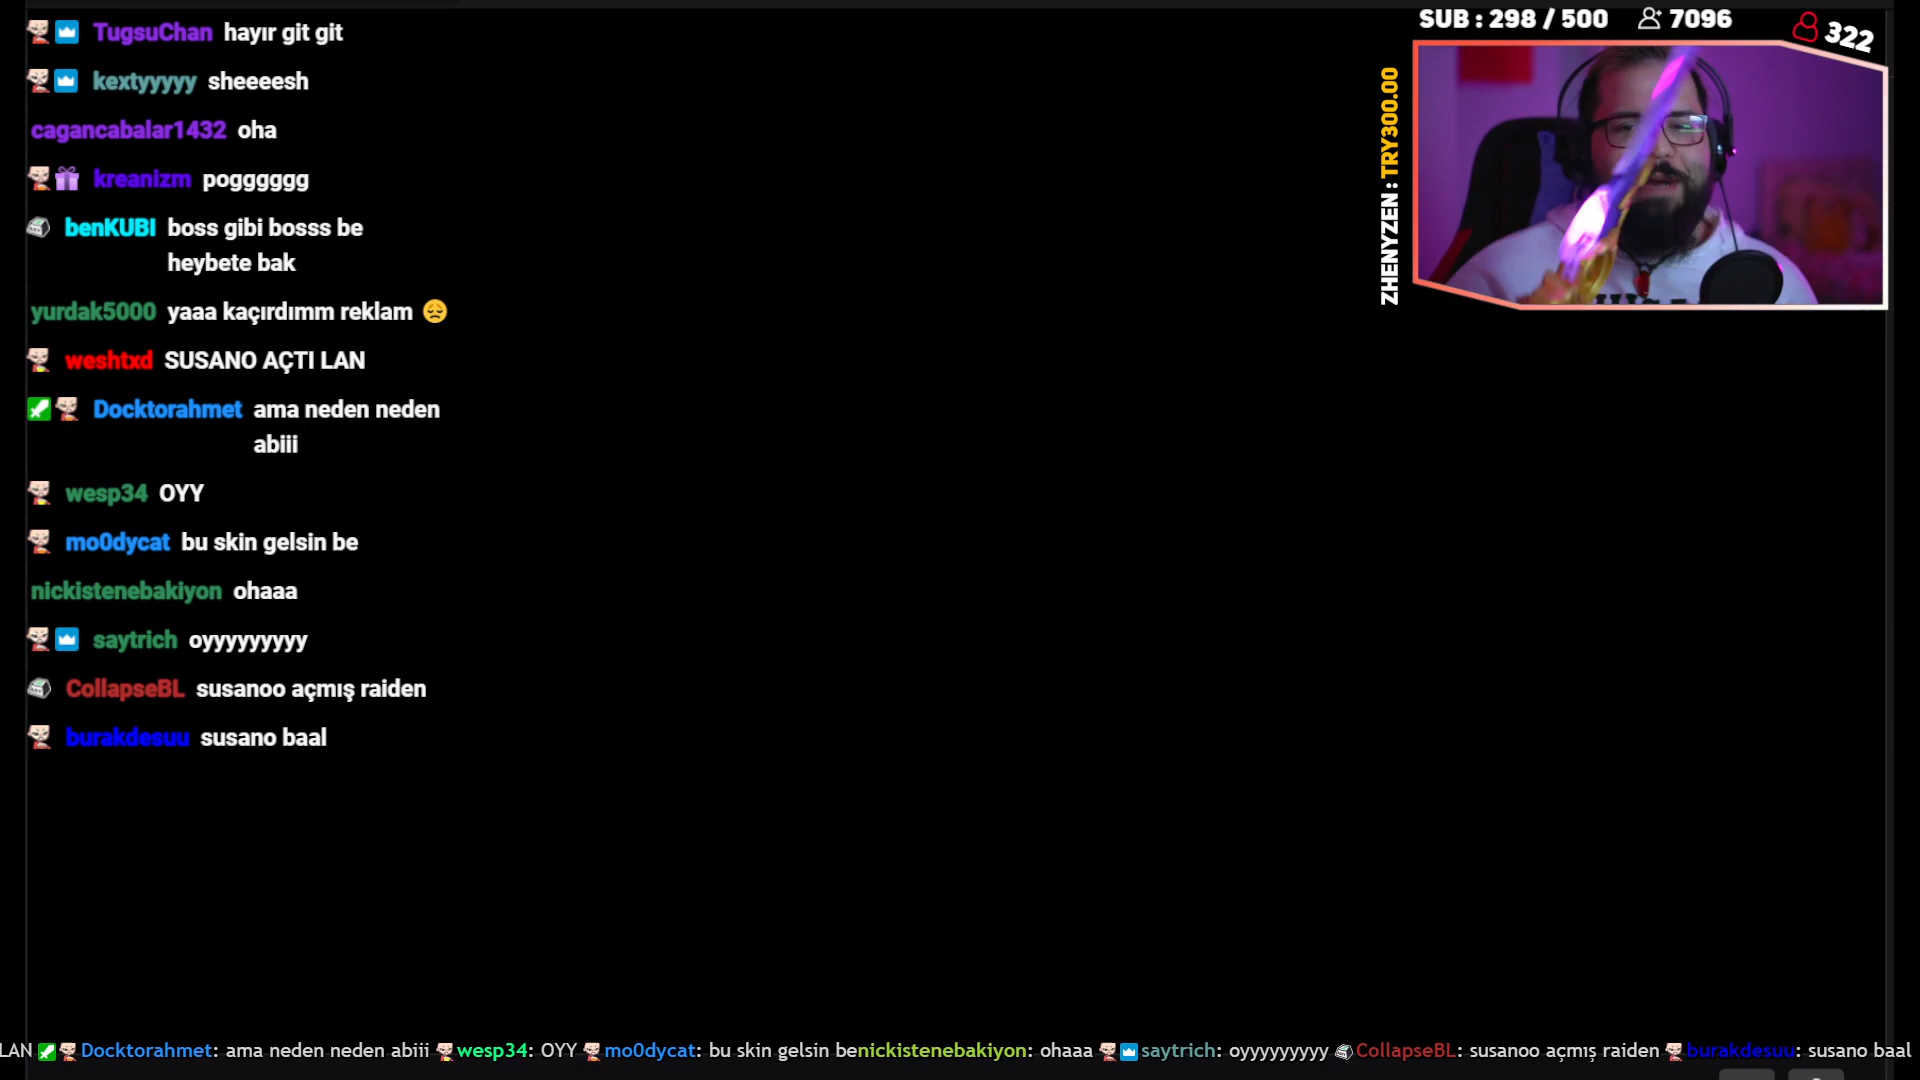 SUB : 298 / 500 7096 322
ZHENYZEN : TRY300.00
TugsuChan hayır git git
kextyyyyy sheeeesh
cagancabalar1432 oha
kreanizm pogggggg
benKUBI boss gibi bosss be
heybete bak
yurdak5000 yaaa kaçırdımm reklam 😔
weshtxd SUSANO AÇTI LAN
Docktorahmet ama neden neden
abiii
wesp34 OYY
mo0dycat bu skin gelsin be
nickistenebakiyon ohaaa
saytrich oyyyyyyyyy
CollapseBL susanoo açmış raiden
burakdesuu susano baal
LAN Docktorahmet: ama neden neden abiii wesp34: OYY mo0dycat: bu skin gelsin benickistenebakiyon: ohaaa saytrich: oyyyyyyyyy CollapseBL: susanoo açmış raiden burakdesuu: susano baal